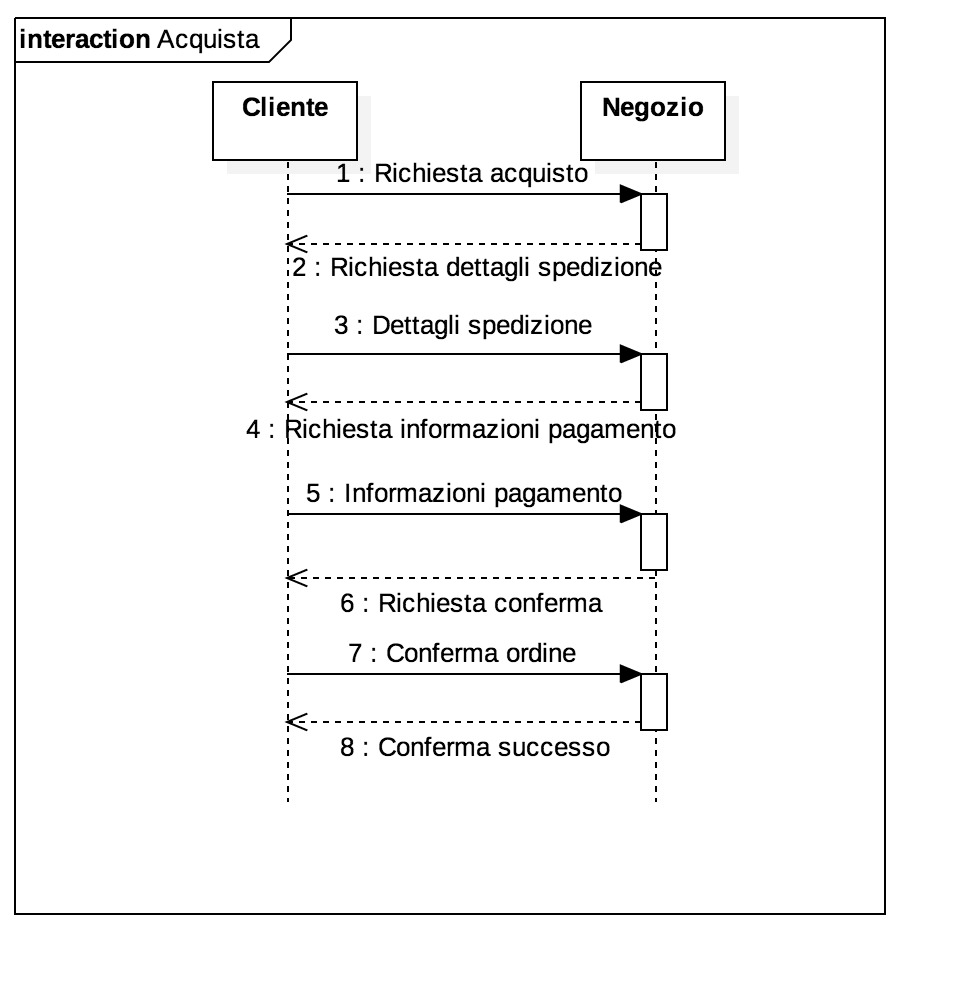 interaction Acquista
Cliente
Negozio
1 : Richiesta acquisto
2 : Richiesta dettagli spedizione
3 : Dettagli spedizione
4 : Richiesta informazioni pagamento
5 : Informazioni pagamento
6 : Richiesta conferma
7 : Conferma ordine
8 : Conferma successo